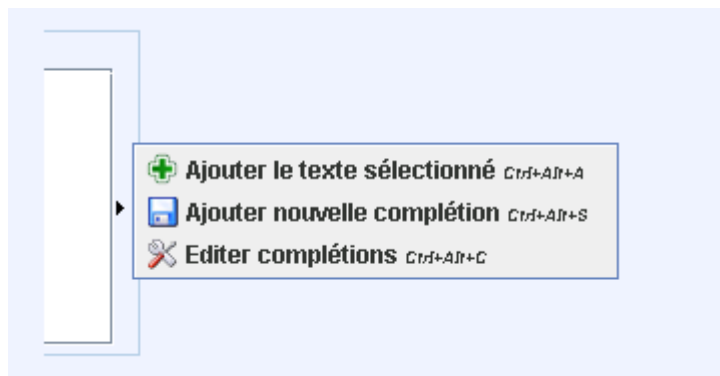 Ajouter le texte sélectionné Ctrl+Alt+A
Ajouter nouvelle complétion Ctrl+Alt+S
Editer complétions Ctrl+Alt+C